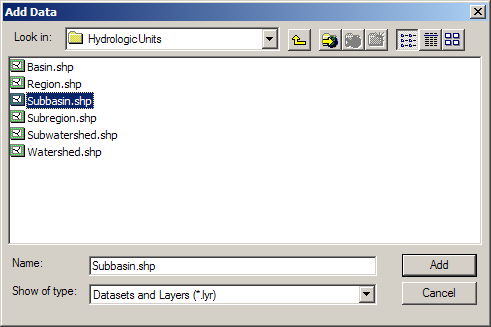 Add Data
Look in: HydrologicUnits
Basin.shp
Region.shp
Subbasin.shp
Subregion.shp
Subwatershed.shp
Watershed.shp
Name: Subbasin.shp Add
Show of type: Datasets and Layers (*.lyr) Cancel